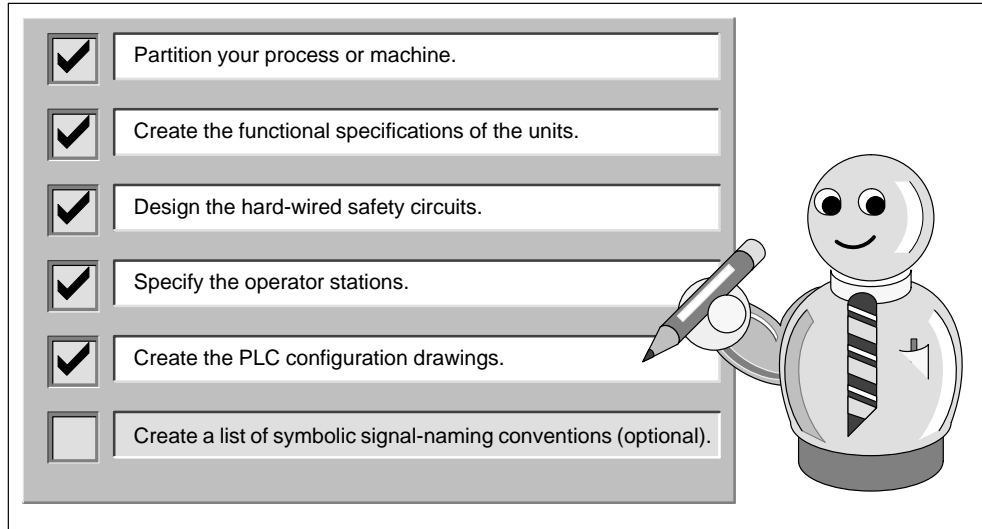 Partition your process or machine.
Create the functional specifications of the units.
Design the hard-wired safety circuits.
Specify the operator stations.
Create the PLC configuration drawings.
Create a list of symbolic signal-naming conventions (optional).